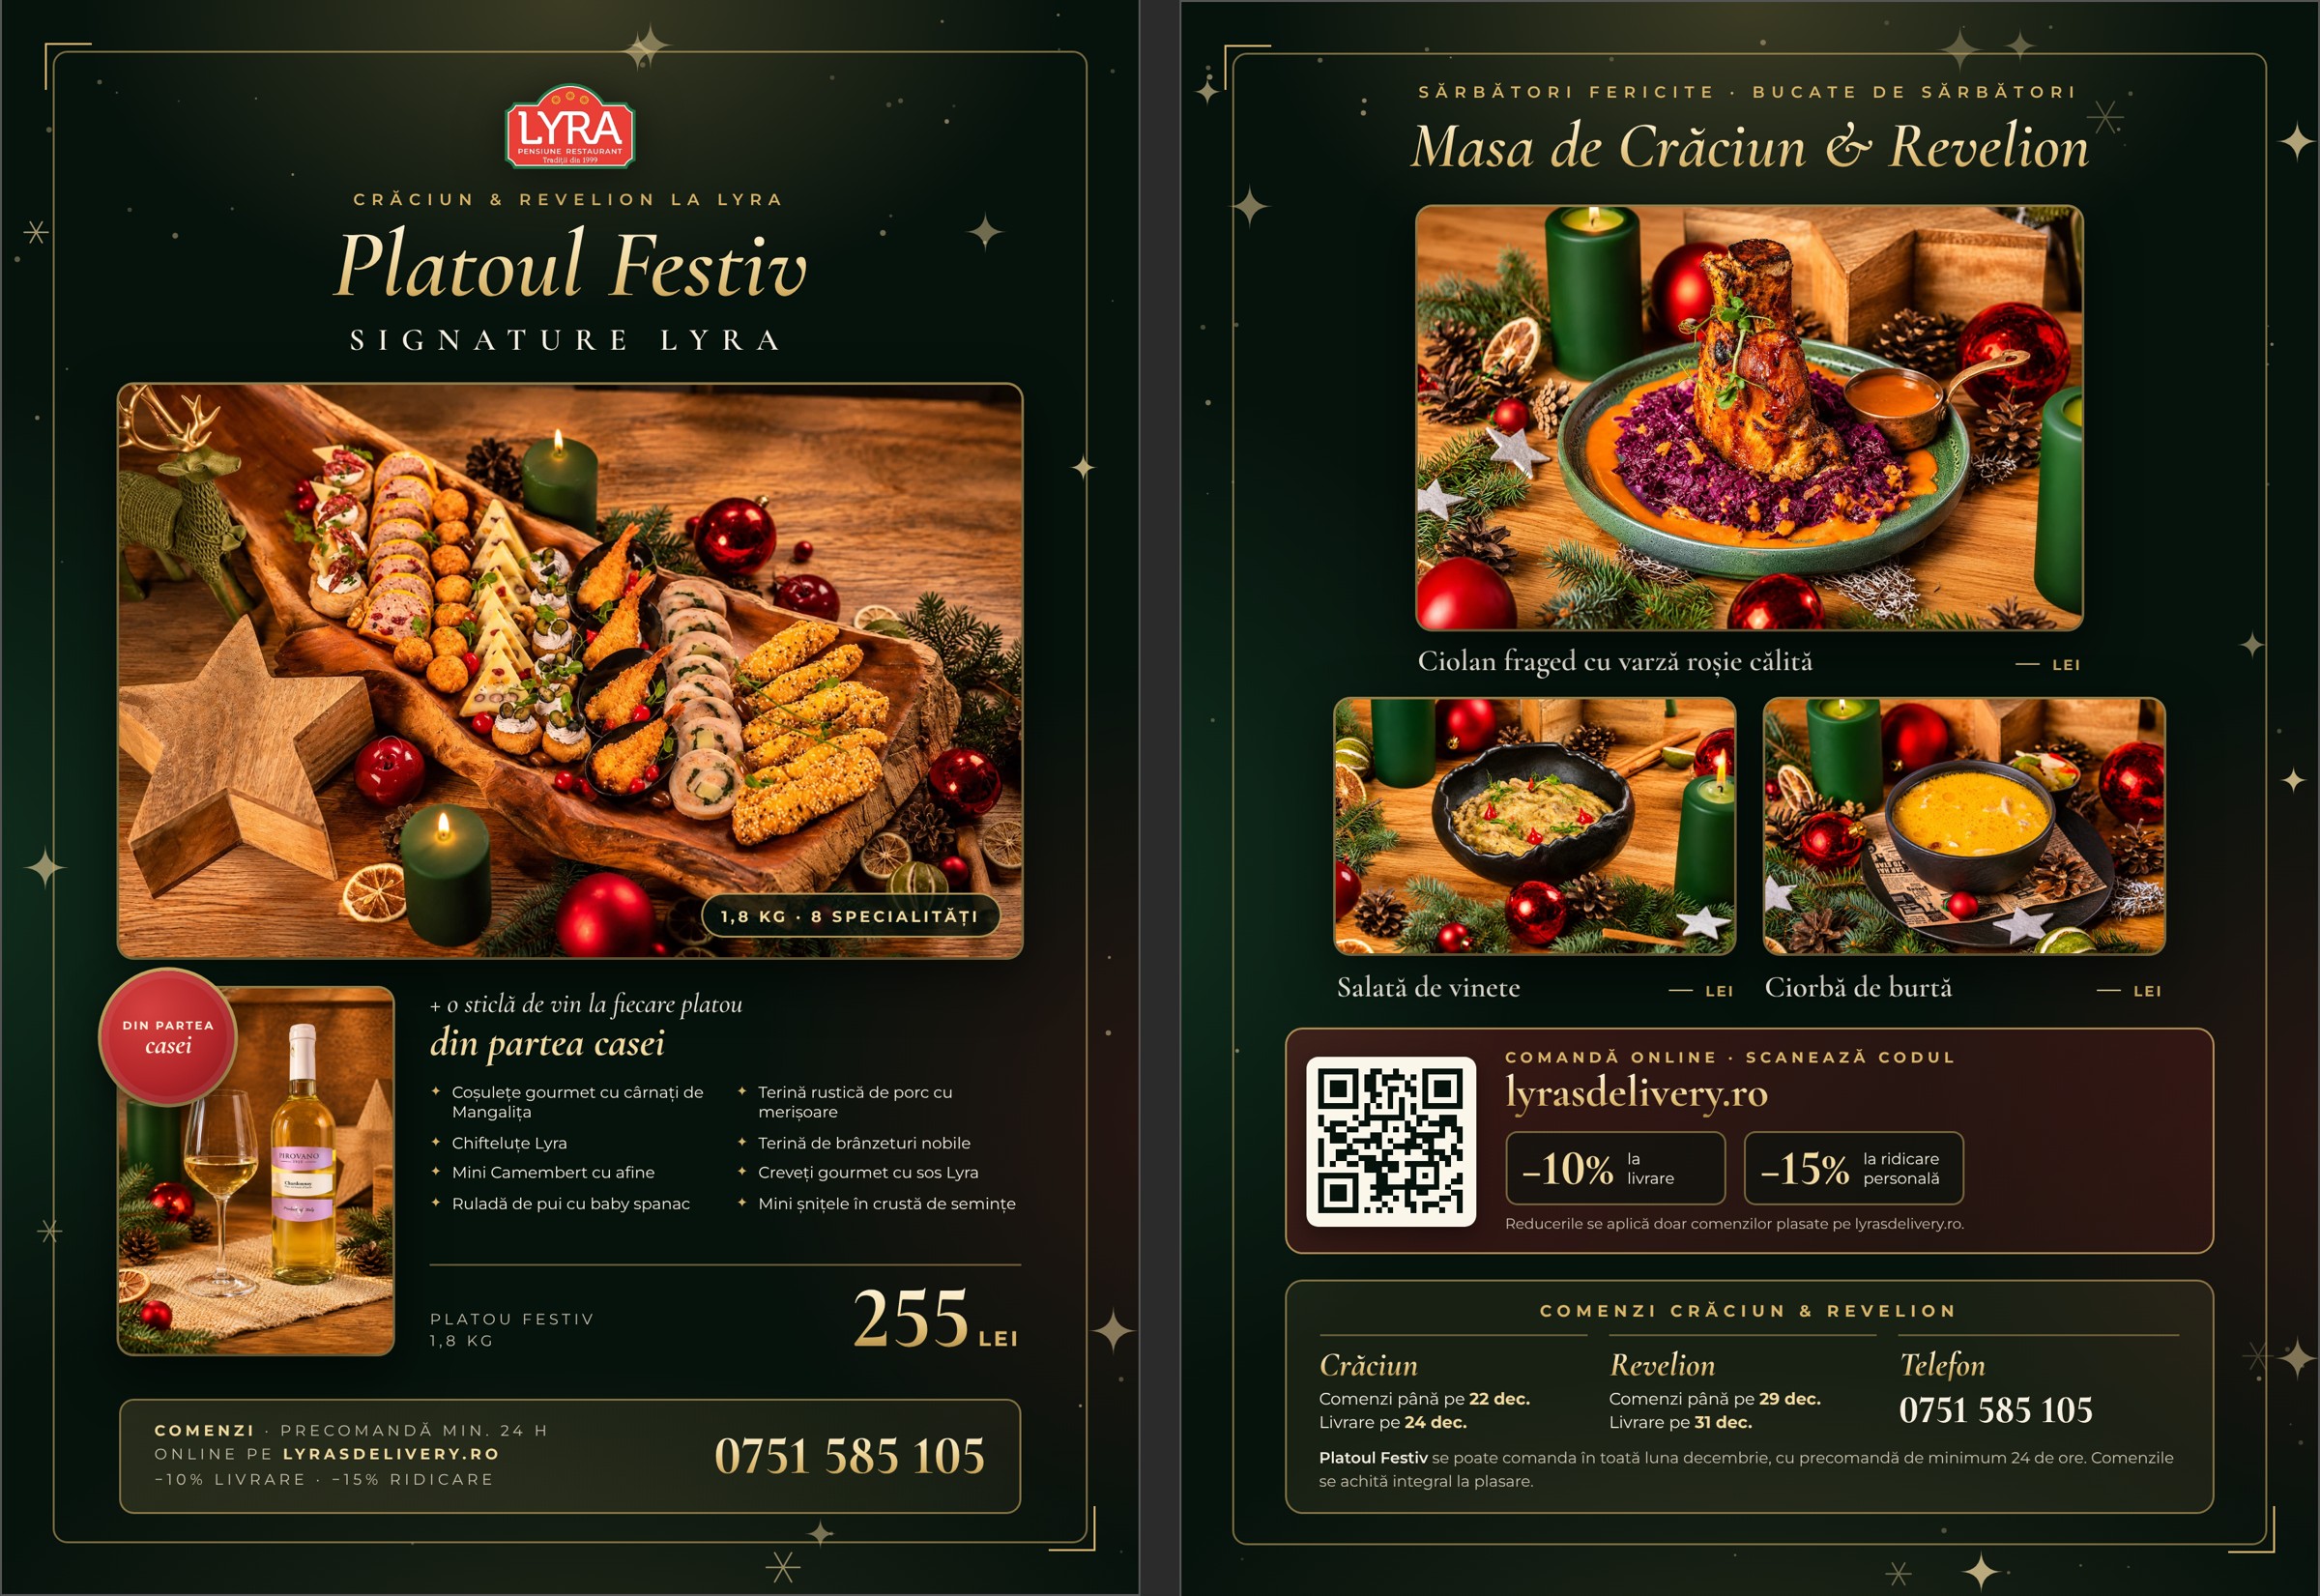 LYRA
PENSIUNE RESTAURANT
Tradiții din 1999
CRĂCIUN & REVELION LA LYRA
Platoul Festiv
SIGNATURE LYRA
1,8 KG · 8 SPECIALITĂȚI
DIN PARTEA
casei
PIROVANO
Chardonnay
+ o sticlă de vin la fiecare platou
din partea casei
Coșulețe gourmet cu cârnați de
Mangalița
Chifteluțe Lyra
Mini Camembert cu afine
Ruladă de pui cu baby spanac
Terină rustică de porc cu
merișoare
Terină de brânzeturi nobile
Creveți gourmet cu sos Lyra
Mini șnițele în crustă de semințe
PLATOU FESTIV
1,8 KG
255 LEI
COMENZI · PRECOMANDĂ MIN. 24 H
ONLINE PE LYRASDELIVERY.RO
−10% LIVRARE · −15% RIDICARE
0751 585 105
SĂRBĂTORI FERICITE · BUCATE DE SĂRBĂTORI
Masa de Crăciun & Revelion
Ciolan fraged cu varză roșie călită — LEI
Salată de vinete — LEI
Ciorbă de burtă — LEI
COMANDĂ ONLINE · SCANEAZĂ CODUL
lyrasdelivery.ro
−10% la
livrare
−15% la ridicare
personală
Reducerile se aplică doar comenzilor plasate pe lyrasdelivery.ro.
COMENZI CRĂCIUN & REVELION
Crăciun
Comenzi până pe 22 dec.
Livrare pe 24 dec.
Revelion
Comenzi până pe 29 dec.
Livrare pe 31 dec.
Telefon
0751 585 105
Platoul Festiv se poate comanda în toată luna decembrie, cu precomandă de minimum 24 de ore. Comenzile
se achită integral la plasare.